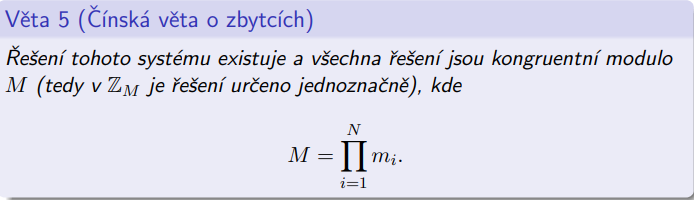 Věta 5 (Čínská věta o zbytcích)
Řešení tohoto systému existuje a všechna řešení jsou kongruentní modulo
M (tedy v ℤ_M je řešení určeno jednoznačně), kde
M = ∏_{i=1}^{N} m_i.